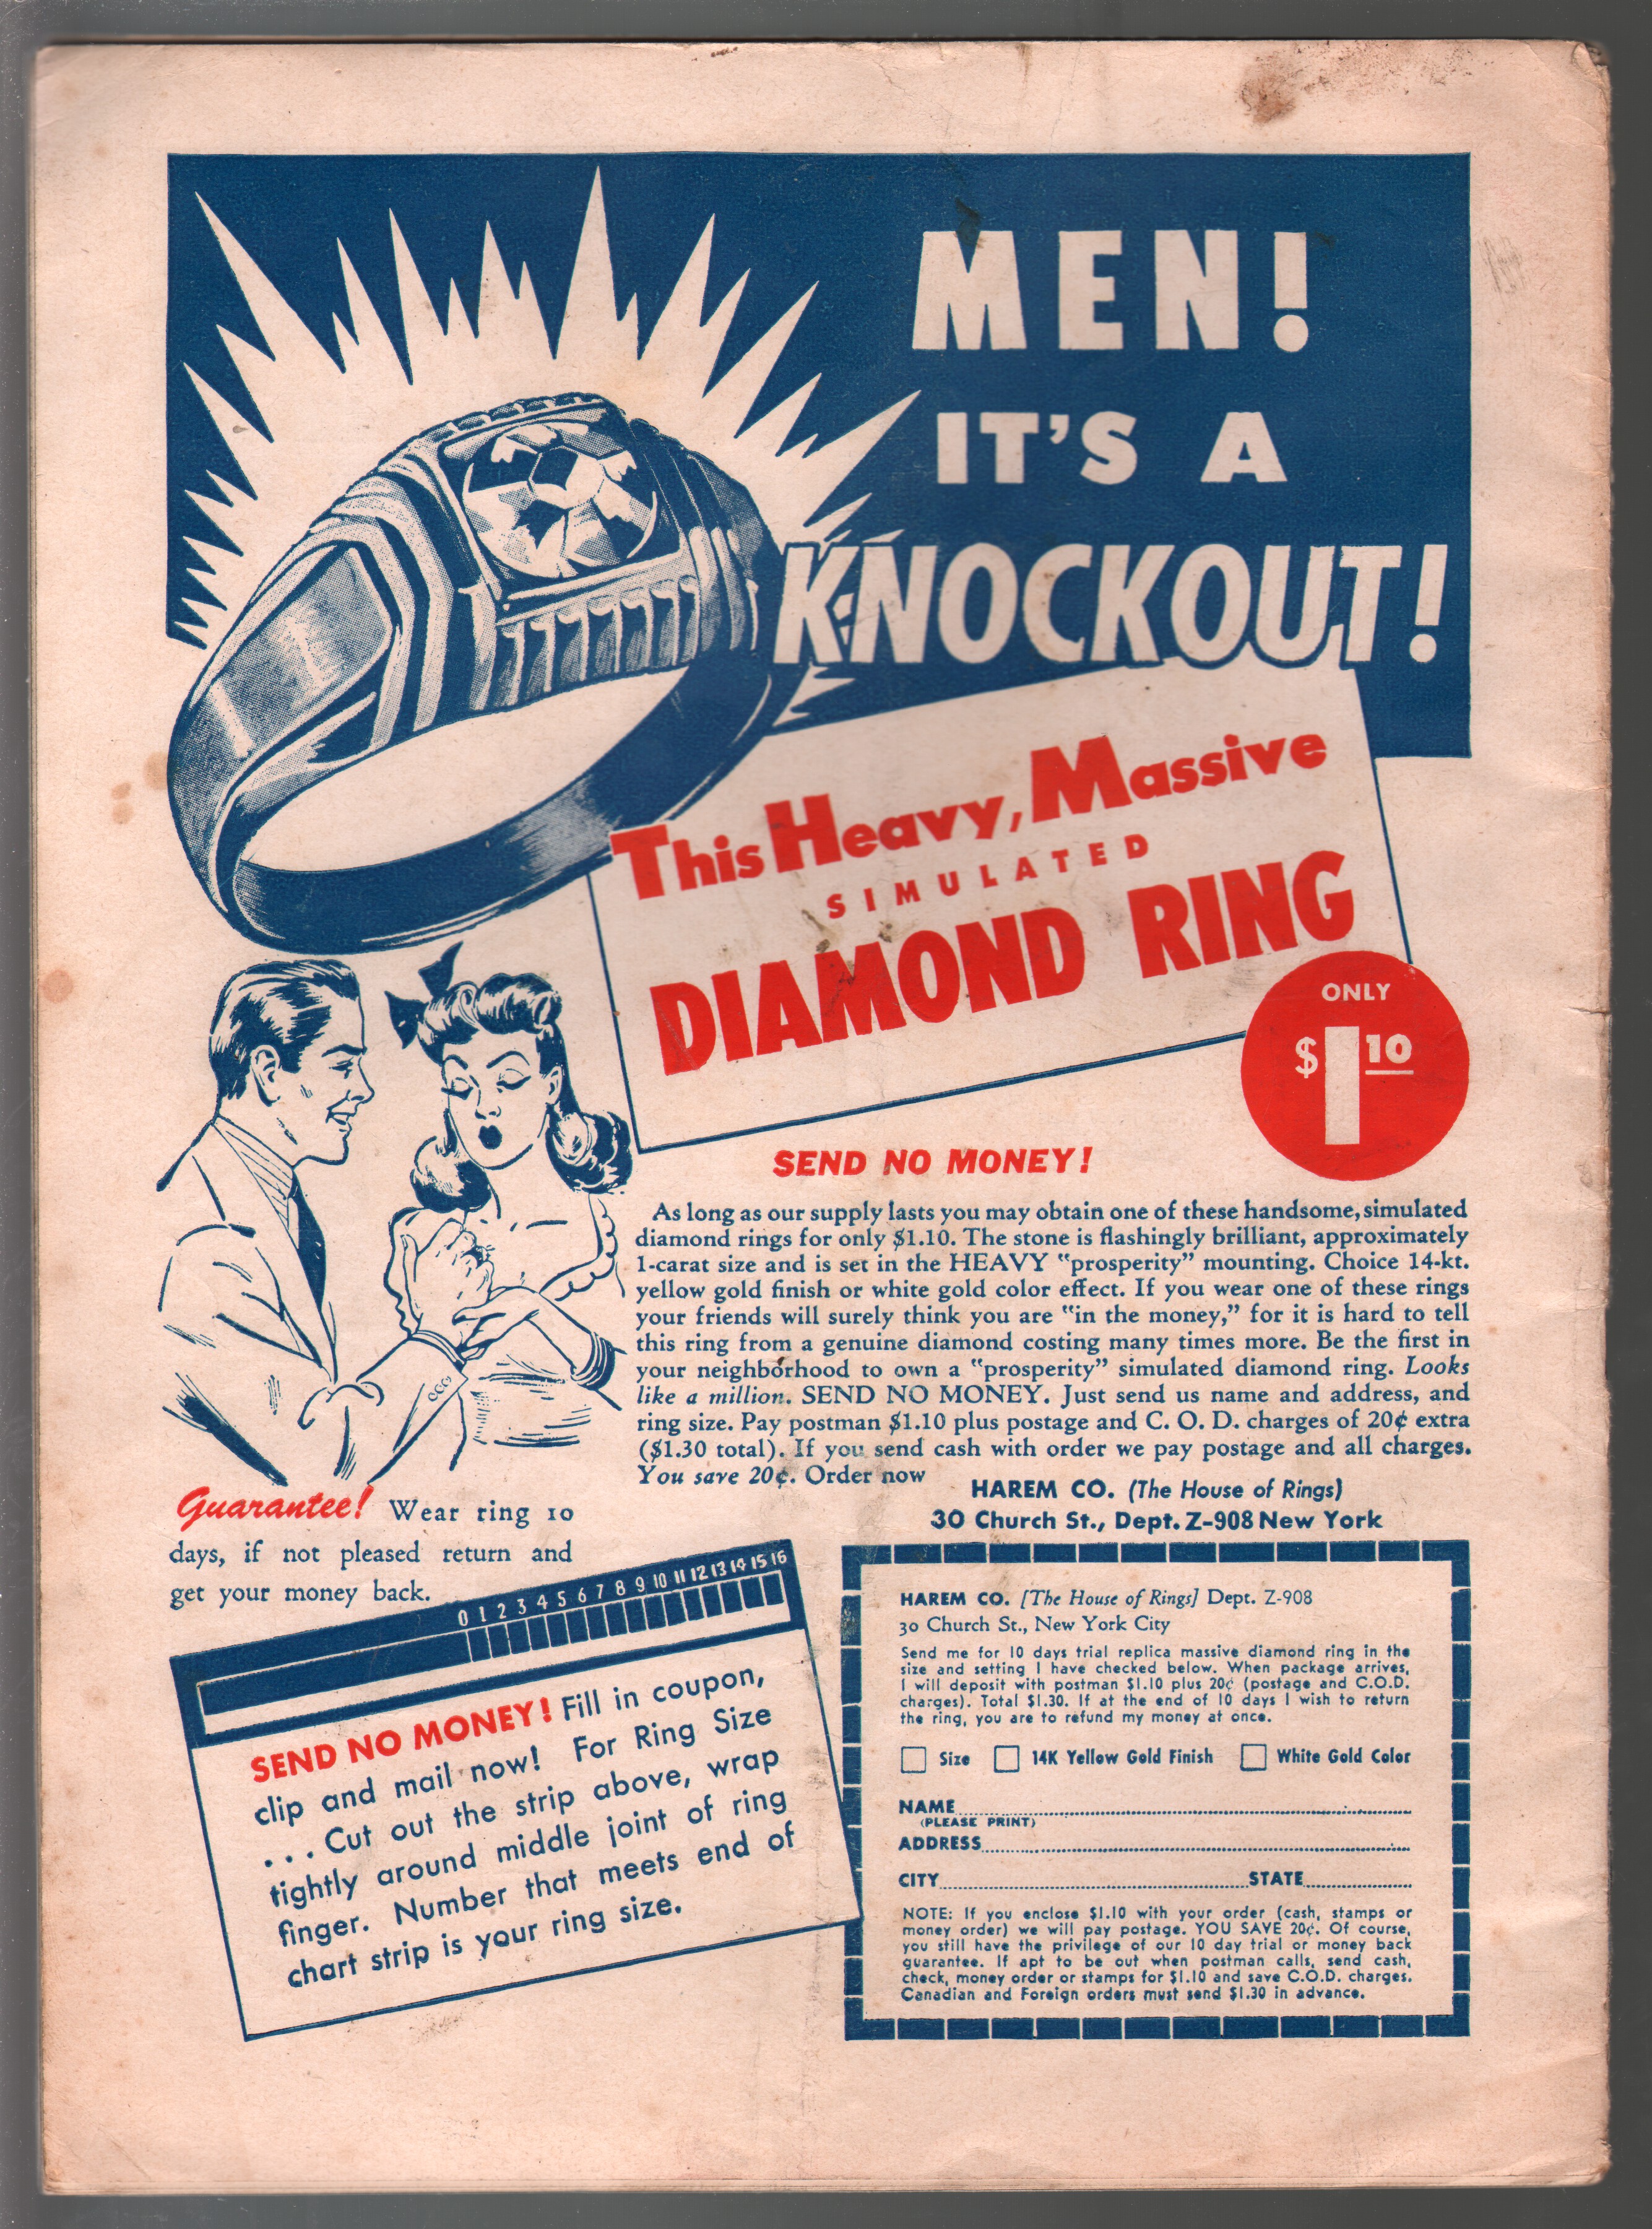 MEN!
IT'S A
KNOCKOUT!
This Heavy, Massive
SIMULATED
DIAMOND RING
ONLY
$1.10
SEND NO MONEY!
As long as our supply lasts you may obtain one of these handsome, simulated
diamond rings for only $1.10. The stone is flashingly brilliant, approximately
1-carat size and is set in the HEAVY "prosperity" mounting. Choice 14-kt.
yellow gold finish or white gold color effect. If you wear one of these rings
your friends will surely think you are "in the money," for it is hard to tell
this ring from a genuine diamond costing many times more. Be the first in
your neighborhood to own a "prosperity" simulated diamond ring. Looks
like a million. SEND NO MONEY. Just send us name and address, and
ring size. Pay postman $1.10 plus postage and C. O. D. charges of 20¢ extra
($1.30 total). If you send cash with order we pay postage and all charges.
You save 20¢. Order now
HAREM CO. (The House of Rings)
30 Church St., Dept. Z-908 New York
Guarantee! Wear ring 10
days, if not pleased return and
get your money back.
0 1 2 3 4 5 6 7 8 9 10 11 12 13 14 15 16
SEND NO MONEY! Fill in coupon,
clip and mail now! For Ring Size
. . . Cut out the strip above, wrap
tightly around middle joint of ring
finger. Number that meets end of
chart strip is your ring size.
HAREM CO. [The House of Rings] Dept. Z-908
30 Church St., New York City
Send me for 10 days trial replica massive diamond ring in the
size and setting I have checked below. When package arrives,
I will deposit with postman $1.10 plus 20¢ (postage and C.O.D.
charges). Total $1.30. If at the end of 10 days I wish to return
the ring, you are to refund my money at once.
Size 14K Yellow Gold Finish White Gold Color
NAME
(PLEASE PRINT)
ADDRESS
CITY STATE
NOTE: If you enclose $1.10 with your order (cash, stamps or
money order) we will pay postage. YOU SAVE 20¢. Of course,
you still have the privilege of our 10 day trial or money back
guarantee. If apt to be out when postman calls, send cash,
check, money order or stamps for $1.10 and save C.O.D. charges.
Canadian and Foreign orders must send $1.30 in advance.